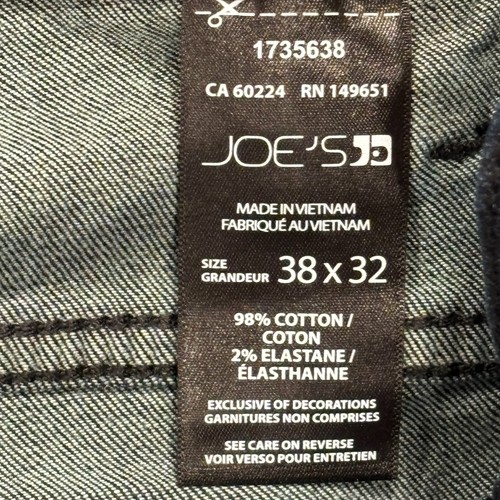 1735638
CA 60224 RN 149651
JOE'S
MADE IN VIETNAM
FABRIQUÉ AU VIETNAM
SIZE
GRANDEUR 38 x 32
98% COTTON /
COTON
2% ELASTANE /
ÉLASTHANNE
EXCLUSIVE OF DECORATIONS
GARNITURES NON COMPRISES
SEE CARE ON REVERSE
VOIR VERSO POUR ENTRETIEN